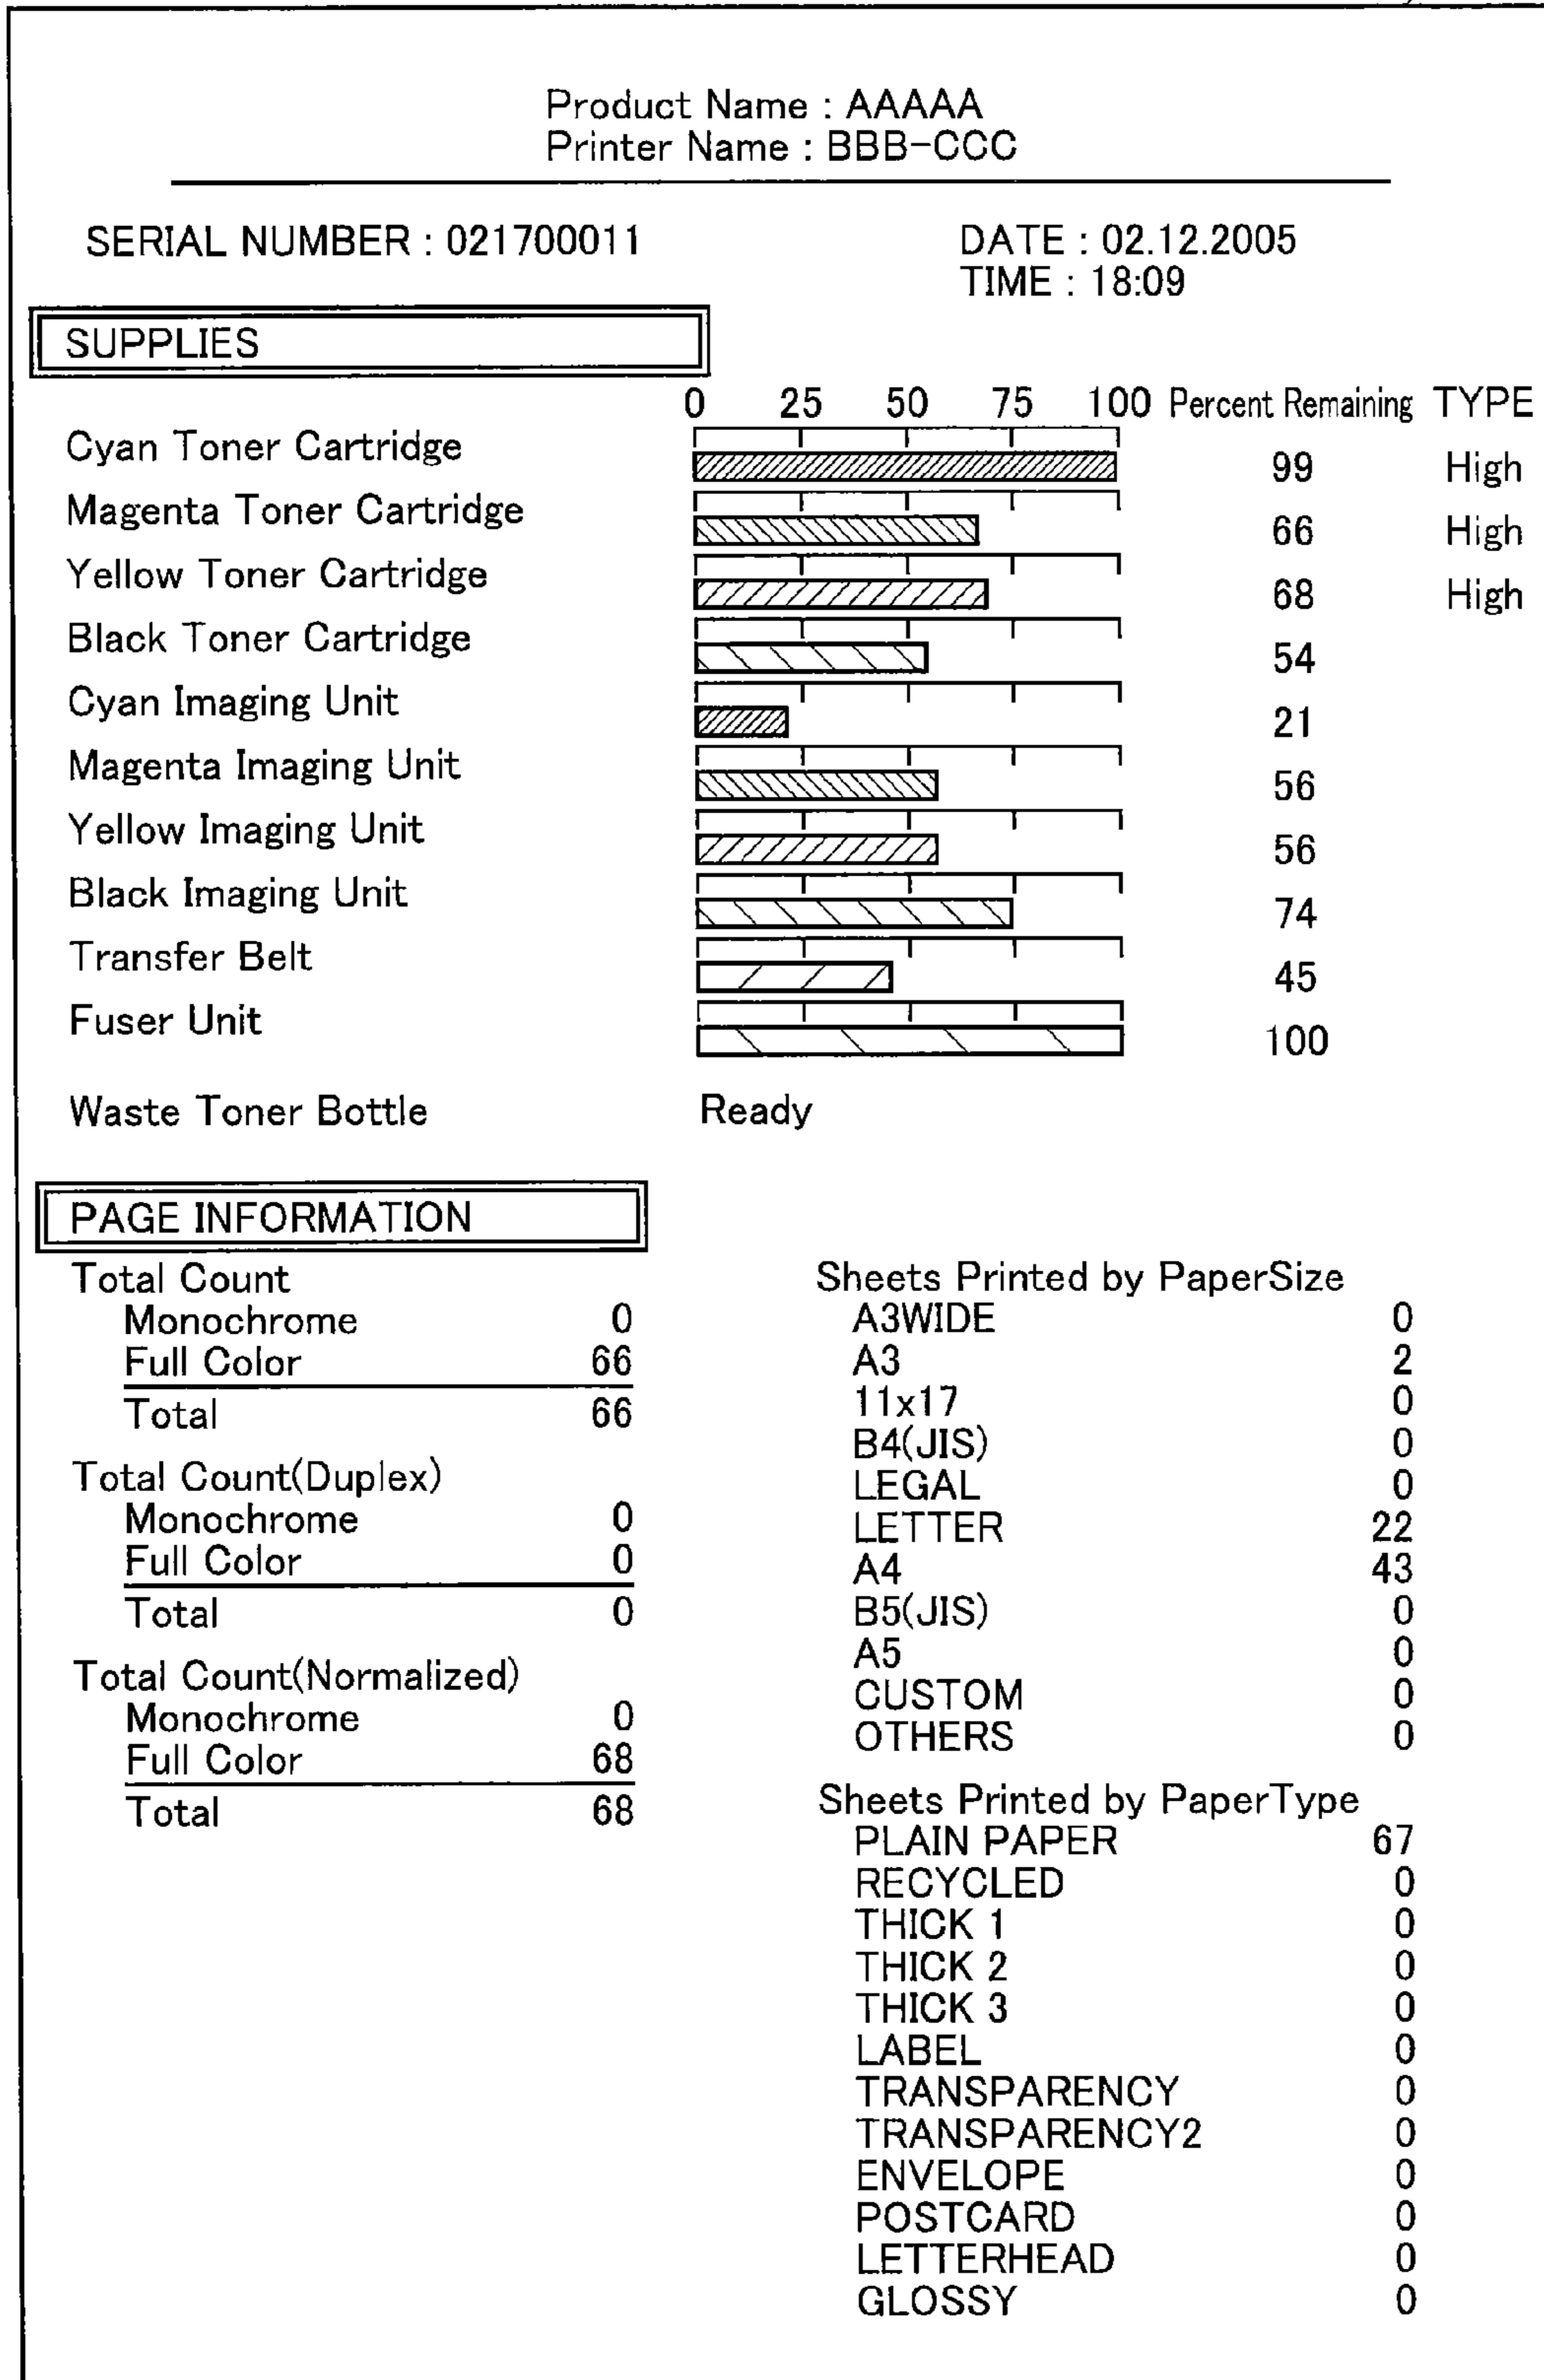 Product Name : AAAAA
Printer Name : BBB-CCC
SERIAL NUMBER : 021700011
DATE : 02.12.2005
TIME : 18:09
SUPPLIES
0 25 50 75 100 Percent Remaining TYPE
Cyan Toner Cartridge 99 High
Magenta Toner Cartridge 66 High
Yellow Toner Cartridge 68 High
Black Toner Cartridge 54
Cyan Imaging Unit 21
Magenta Imaging Unit 56
Yellow Imaging Unit 56
Black Imaging Unit 74
Transfer Belt 45
Fuser Unit 100
Waste Toner Bottle Ready
PAGE INFORMATION
Total Count
Monochrome 0
Full Color 66
Total 66
Total Count(Duplex)
Monochrome 0
Full Color 0
Total 0
Total Count(Normalized)
Monochrome 0
Full Color 68
Total 68
Sheets Printed by PaperSize
A3WIDE 0
A3 2
11x17 0
B4(JIS) 0
LEGAL 0
LETTER 22
A4 43
B5(JIS) 0
A5 0
CUSTOM 0
OTHERS 0
Sheets Printed by PaperType
PLAIN PAPER 67
RECYCLED 0
THICK 1 0
THICK 2 0
THICK 3 0
LABEL 0
TRANSPARENCY 0
TRANSPARENCY2 0
ENVELOPE 0
POSTCARD 0
LETTERHEAD 0
GLOSSY 0